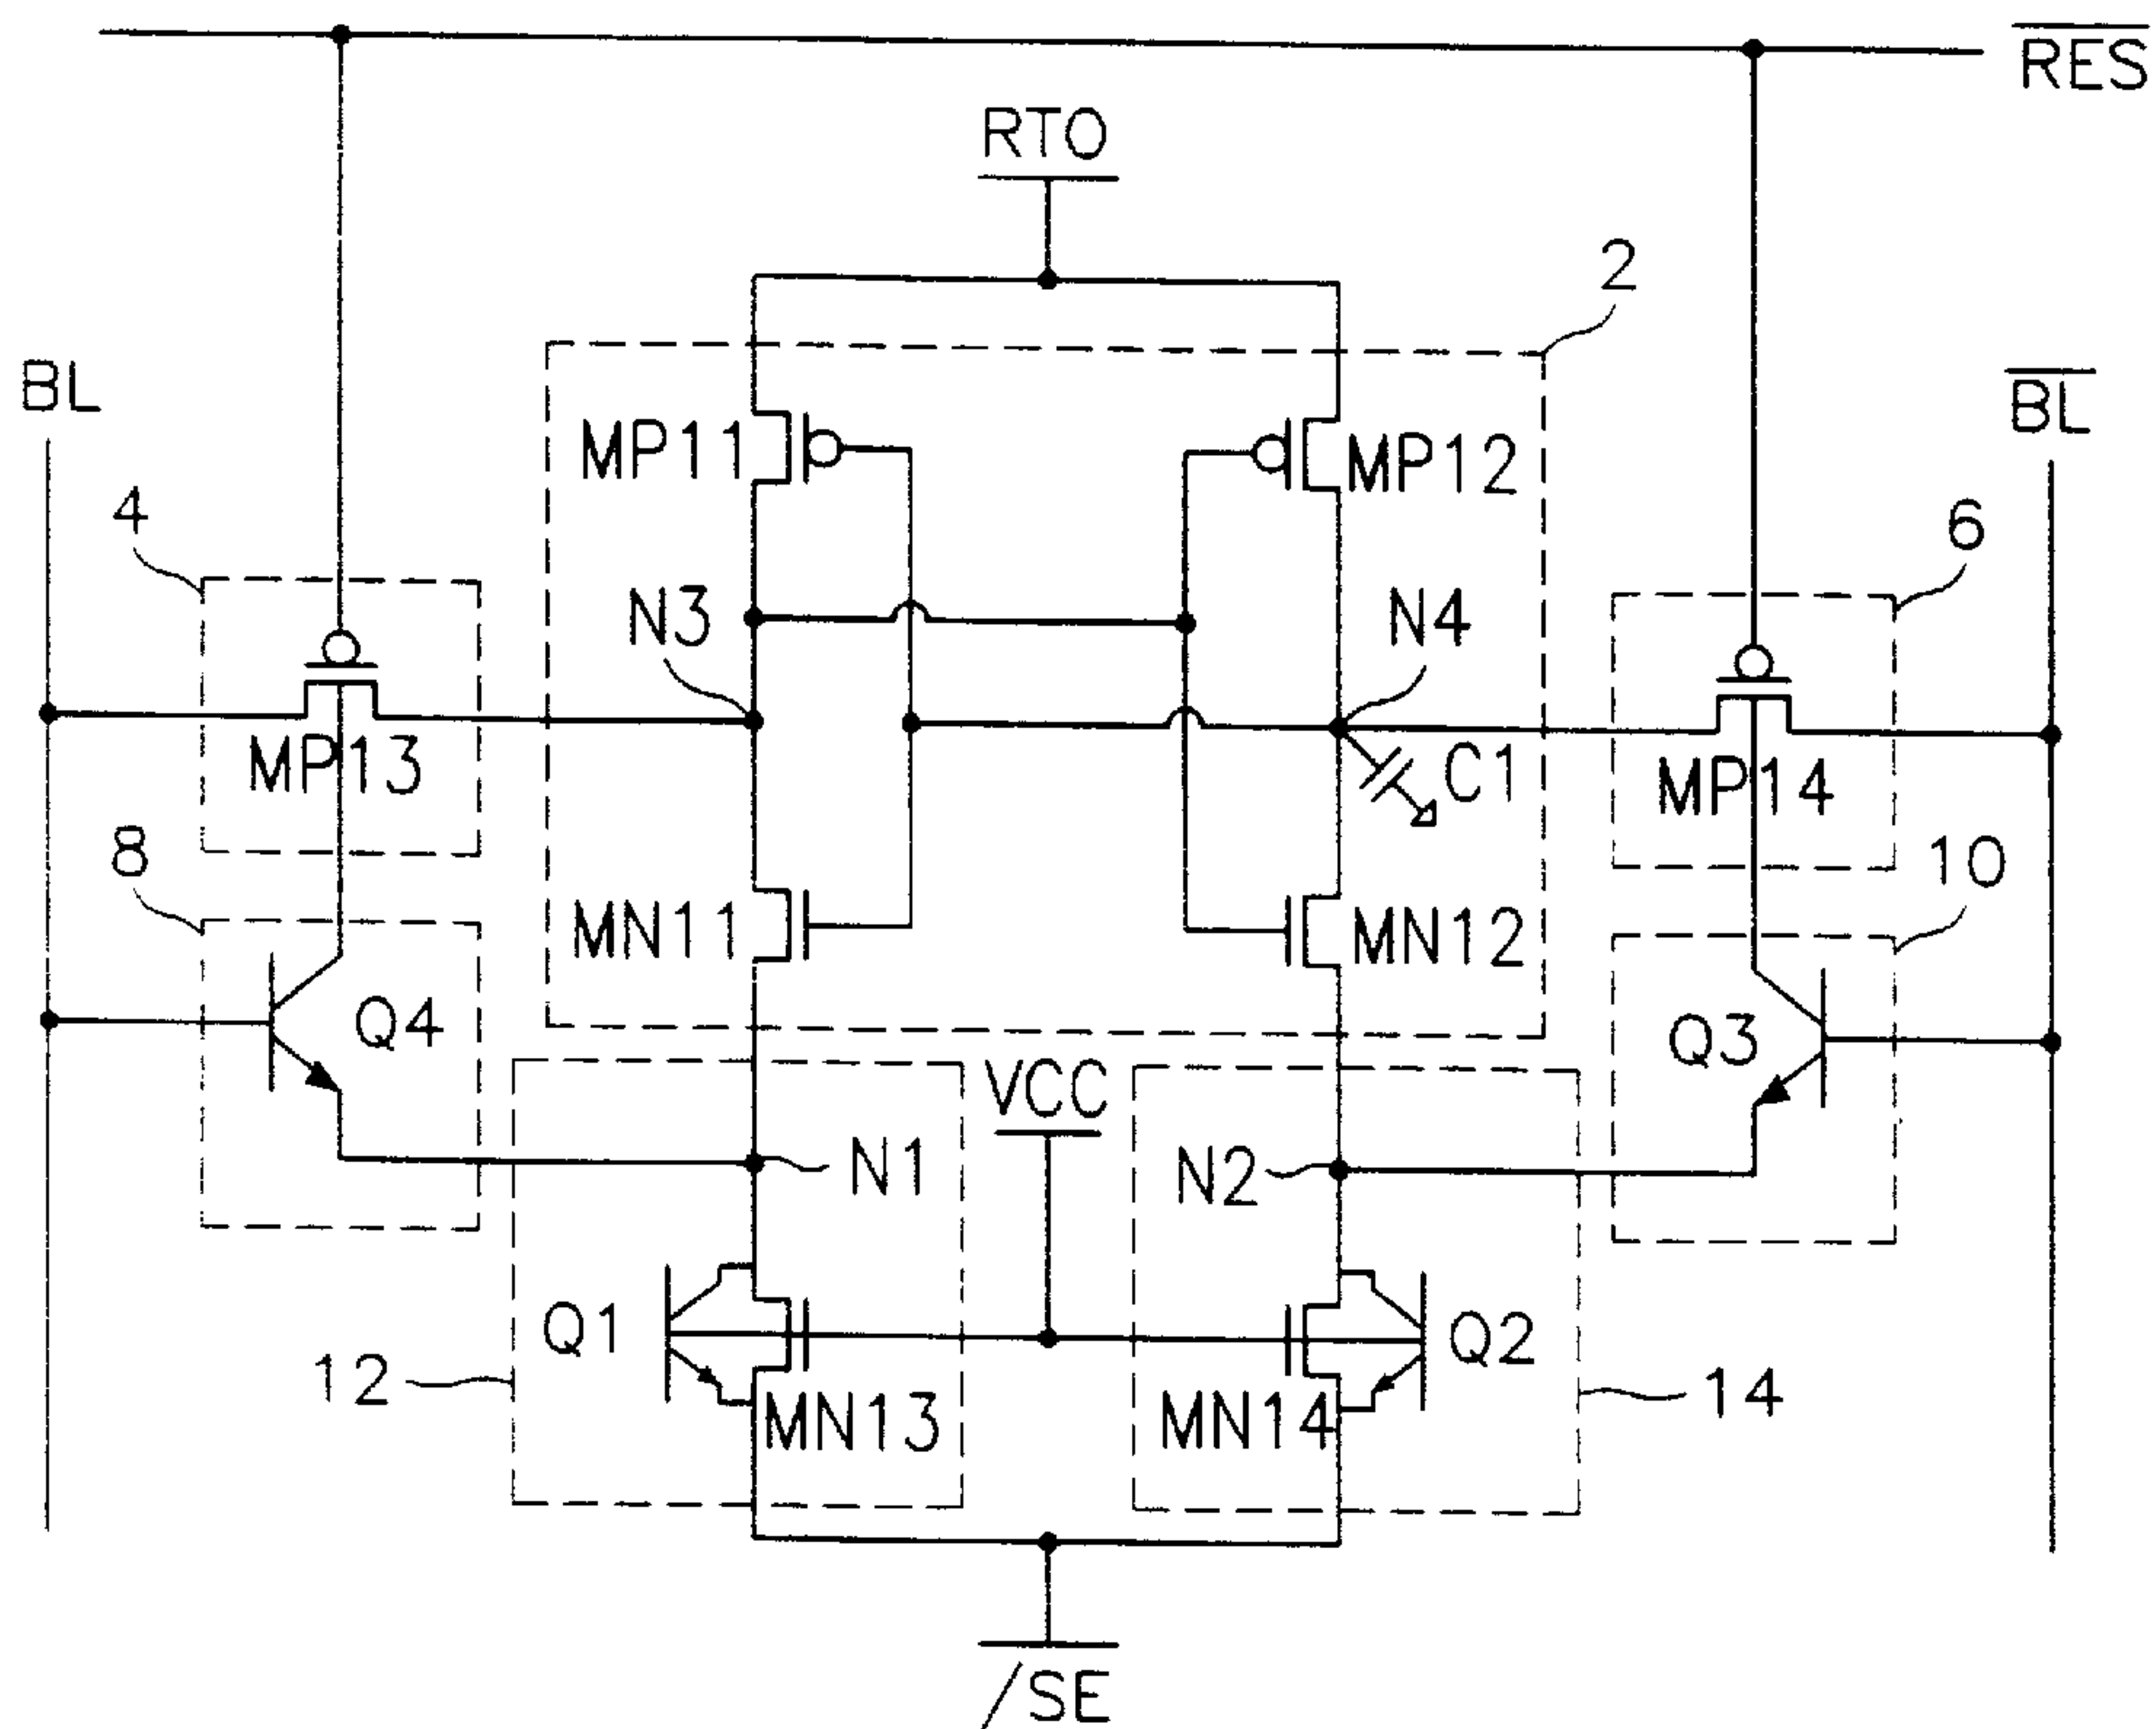 RES
RTO
2
BL
BL
MP11
MP12
4
6
N3
N4
MP13
C1
MP14
8
10
MN11
MN12
Q4
Q3
VCC
N1
N2
Q1
Q2
12
MN13
MN14
14
/SE